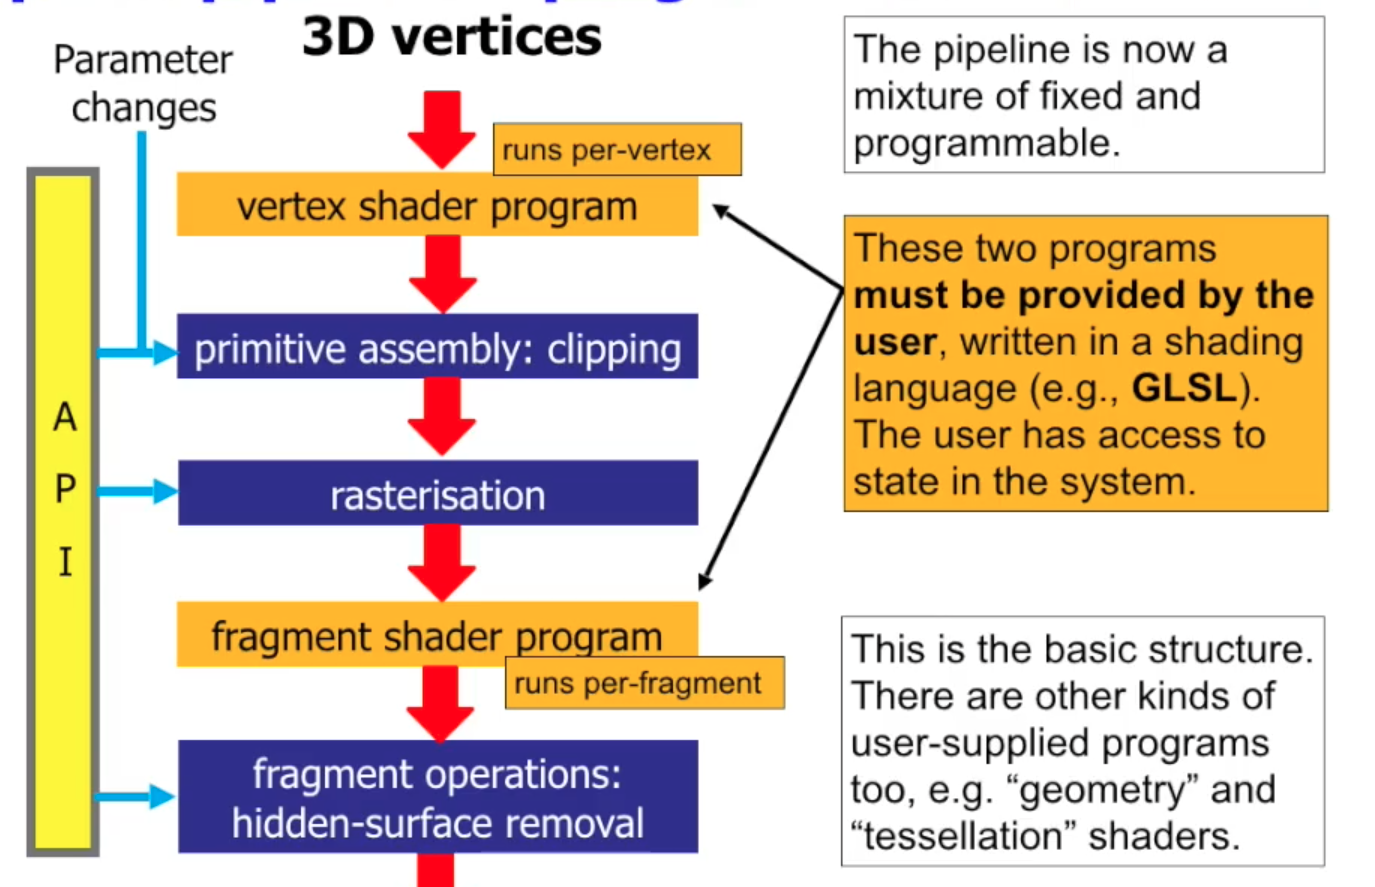 3D vertices
Parameter
changes
runs per-vertex
vertex shader program
primitive assembly: clipping
rasterisation
fragment shader program
runs per-fragment
fragment operations:
hidden-surface removal
A
P
I
The pipeline is now a
mixture of fixed and
programmable.
These two programs
must be provided by the
user, written in a shading
language (e.g., GLSL).
The user has access to
state in the system.
This is the basic structure.
There are other kinds of
user-supplied programs
too, e.g. “geometry” and
“tessellation” shaders.